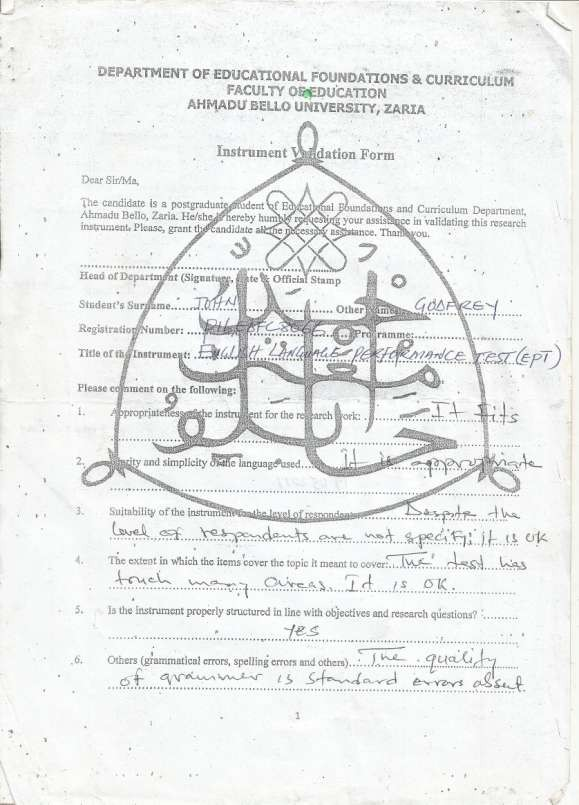 DEPARTMENT OF EDUCATIONAL FOUNDATIONS & CURRICULUM
FACULTY OF EDUCATION
AHMADU BELLO UNIVERSITY, ZARIA
Instrument Validation Form
Dear Sir/Ma,
The candidate is a postgraduate student of Educational Foundations and Curriculum Department,
Ahmadu Bello, Zaria. He/she is hereby humbly requesting your assistance in validating this research
instrument. Please, grant the candidate all the necessary assistance. Thank you.
Head of Department (Signature, date & Official Stamp
Student's Surname: JOHN Other Names: GODFREY
Registration Number: Programme:
Title of the Instrument: ENGLISH LANGUAGE PERFORMANCE TEST (EPT)
Please comment on the following:
1. Appropriateness of the instrument for the research work: It fits
2. Clarity and simplicity of the language used It is appropriate
3. Suitability of the instrument for the level of respondents Despite the
level of respondents are not specify; it is OK
4. The extent in which the items cover the topic it meant to cover: The test has
touch many areas. It is OK.
5. Is the instrument properly structured in line with objectives and research questions?
Yes
6. Others (grammatical errors, spelling errors and others) The quality
of grammer is standard errors absent
1